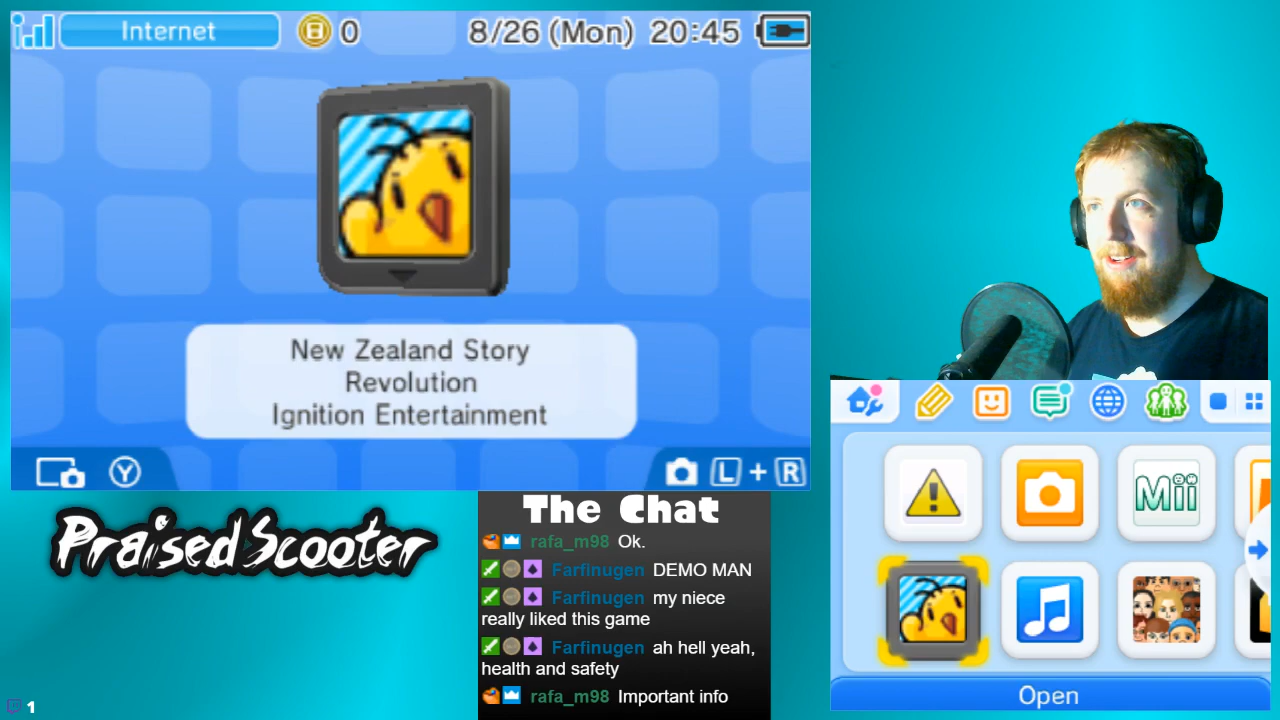 Internet
0
8/26 (Mon) 20:45
New Zealand Story
Revolution
Ignition Entertainment
Y
L + R
Mii
Open
PraisedScooter
The Chat
rafa_m98 Ok.
Farfinugen DEMO MAN
Farfinugen my niece
really liked this game
Farfinugen ah hell yeah,
health and safety
rafa_m98 Important info
1